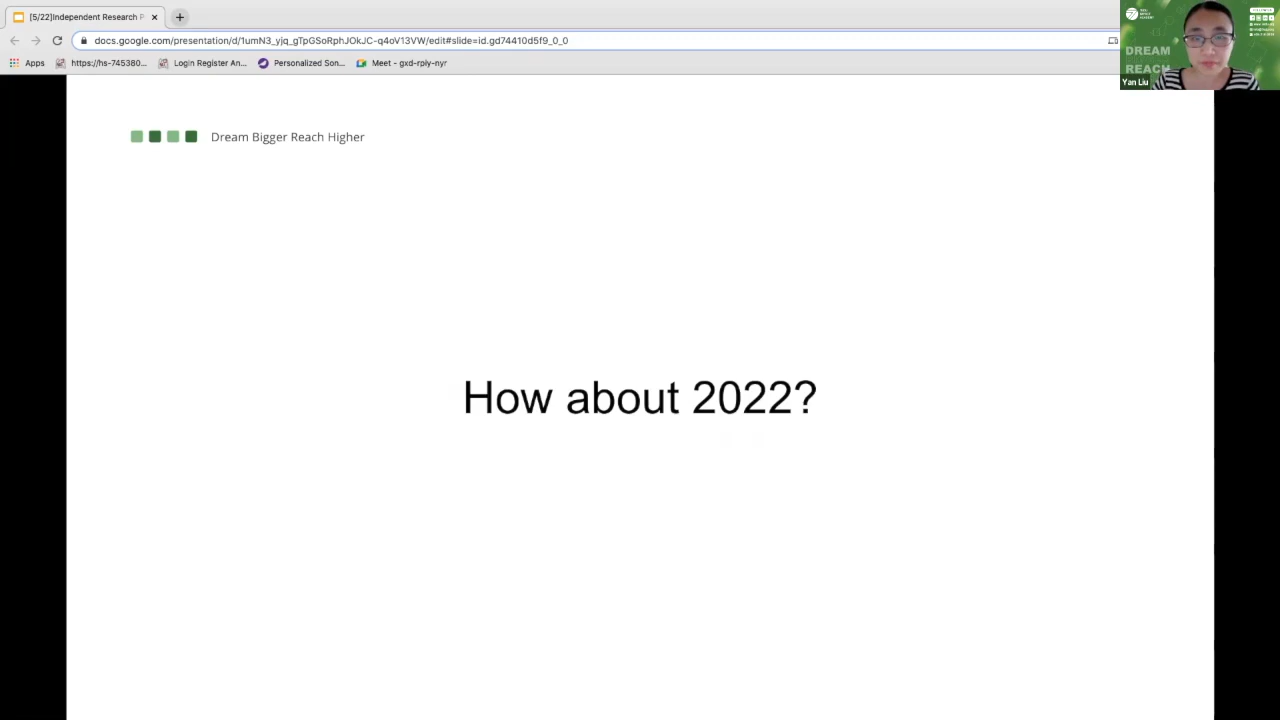 [5/22]Independent Research P
docs.google.com/presentation/d/1umN3_yjq_gTpGSoRphJOkJC-q4oV13VW/edit#slide=id.gd74410d5f9_0_0
Apps https://hs-745380... Login Register An... Personalized Son... Meet - gxd-rply-nyr
DREAM
REACH
Yan Liu
Dream Bigger Reach Higher
How about 2022?